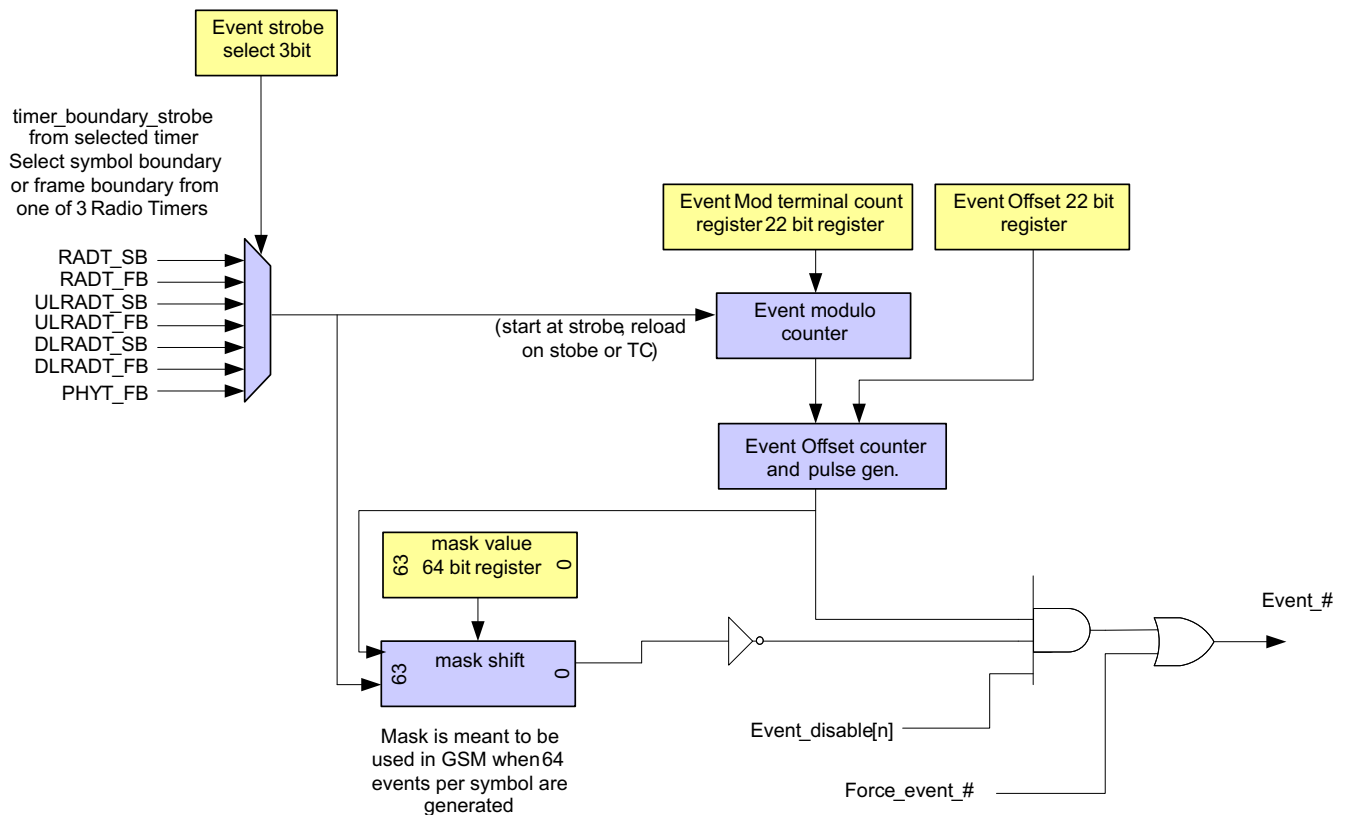 Event strobe
select 3bit
timer_boundary_strobe
from selected timer
Select symbol boundary
or frame boundary from
one of 3 Radio Timers
RADT_SB
RADT_FB
ULRADT_SB
ULRADT_FB
DLRADT_SB
DLRADT_FB
PHYT_FB
Event Mod terminal count
register 22 bit register
Event Offset 22 bit
register
(start at strobe, reload
on stobe or TC)
Event modulo
counter
Event Offset counter
and pulse gen.
63
mask value
64 bit register
0
63
mask shift
0
Mask is meant to be
used in GSM when 64
events per symbol are
generated
Event_disable[n]
Force_event_#
Event_#